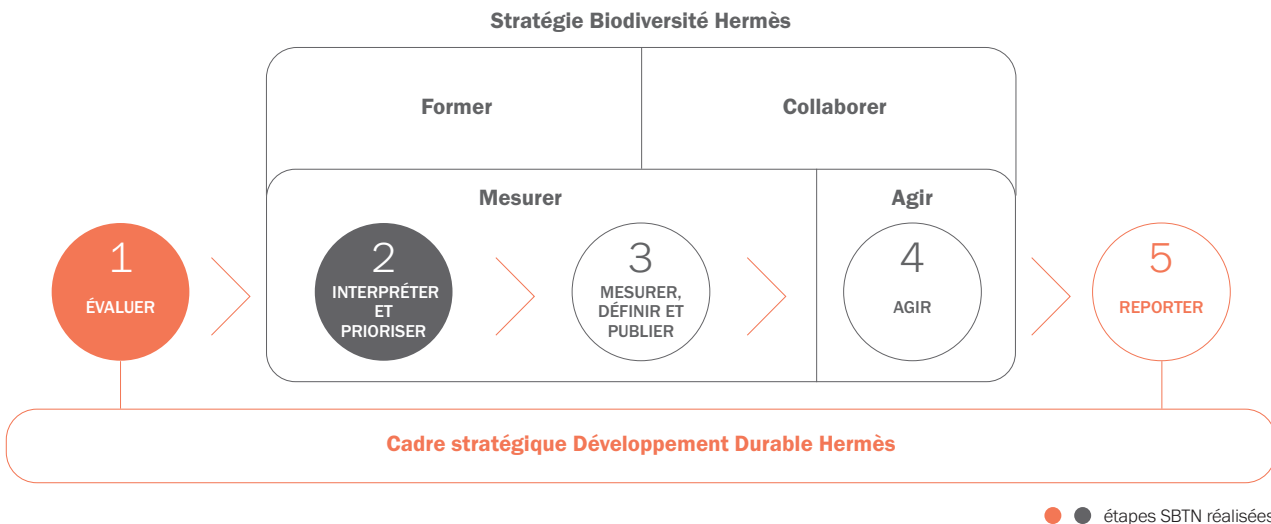 Stratégie Biodiversité Hermès
Former
Collaborer
Mesurer
Agir
1
ÉVALUER
2
INTERPRÉTER
ET
PRIORISER
3
MESURER,
DÉFINIR ET
PUBLIER
4
AGIR
5
REPORTER
Cadre stratégique Développement Durable Hermès
étapes SBTN réalisées